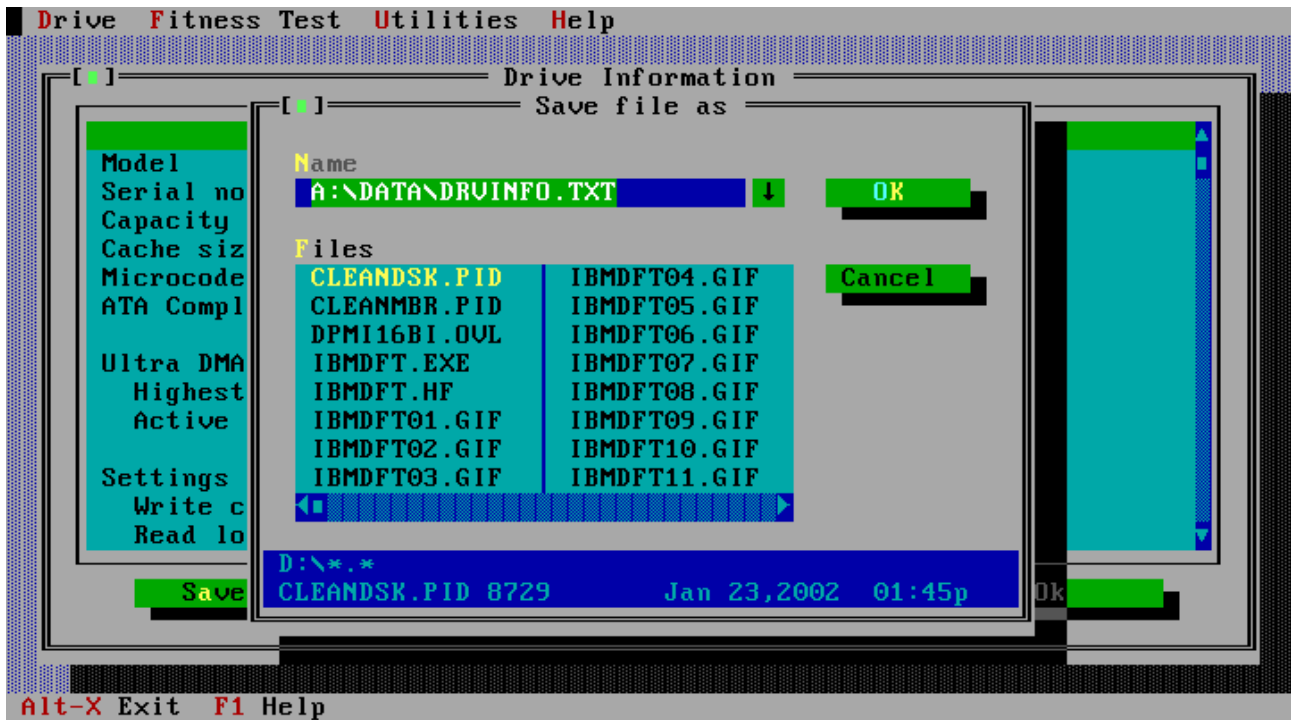 Drive Fitness Test Utilities Help
[ ] Drive Information
[ ] Save file as
Model
Serial no
Capacity
Cache siz
Microcode
ATA Compl
Ultra DMA
Highest
Active
Settings
Write c
Read lo
Name
A:\DATA\DRVINFO.TXT ↓ OK
Files
CLEANDSK.PID IBMDFT04.GIF Cancel
CLEANMBR.PID IBMDFT05.GIF
DPMI16BI.OVL IBMDFT06.GIF
IBMDFT.EXE IBMDFT07.GIF
IBMDFT.HF IBMDFT08.GIF
IBMDFT01.GIF IBMDFT09.GIF
IBMDFT02.GIF IBMDFT10.GIF
IBMDFT03.GIF IBMDFT11.GIF
D:\*.*
CLEANDSK.PID 8729 Jan 23,2002 01:45p
Save Ok
Alt-X Exit F1 Help